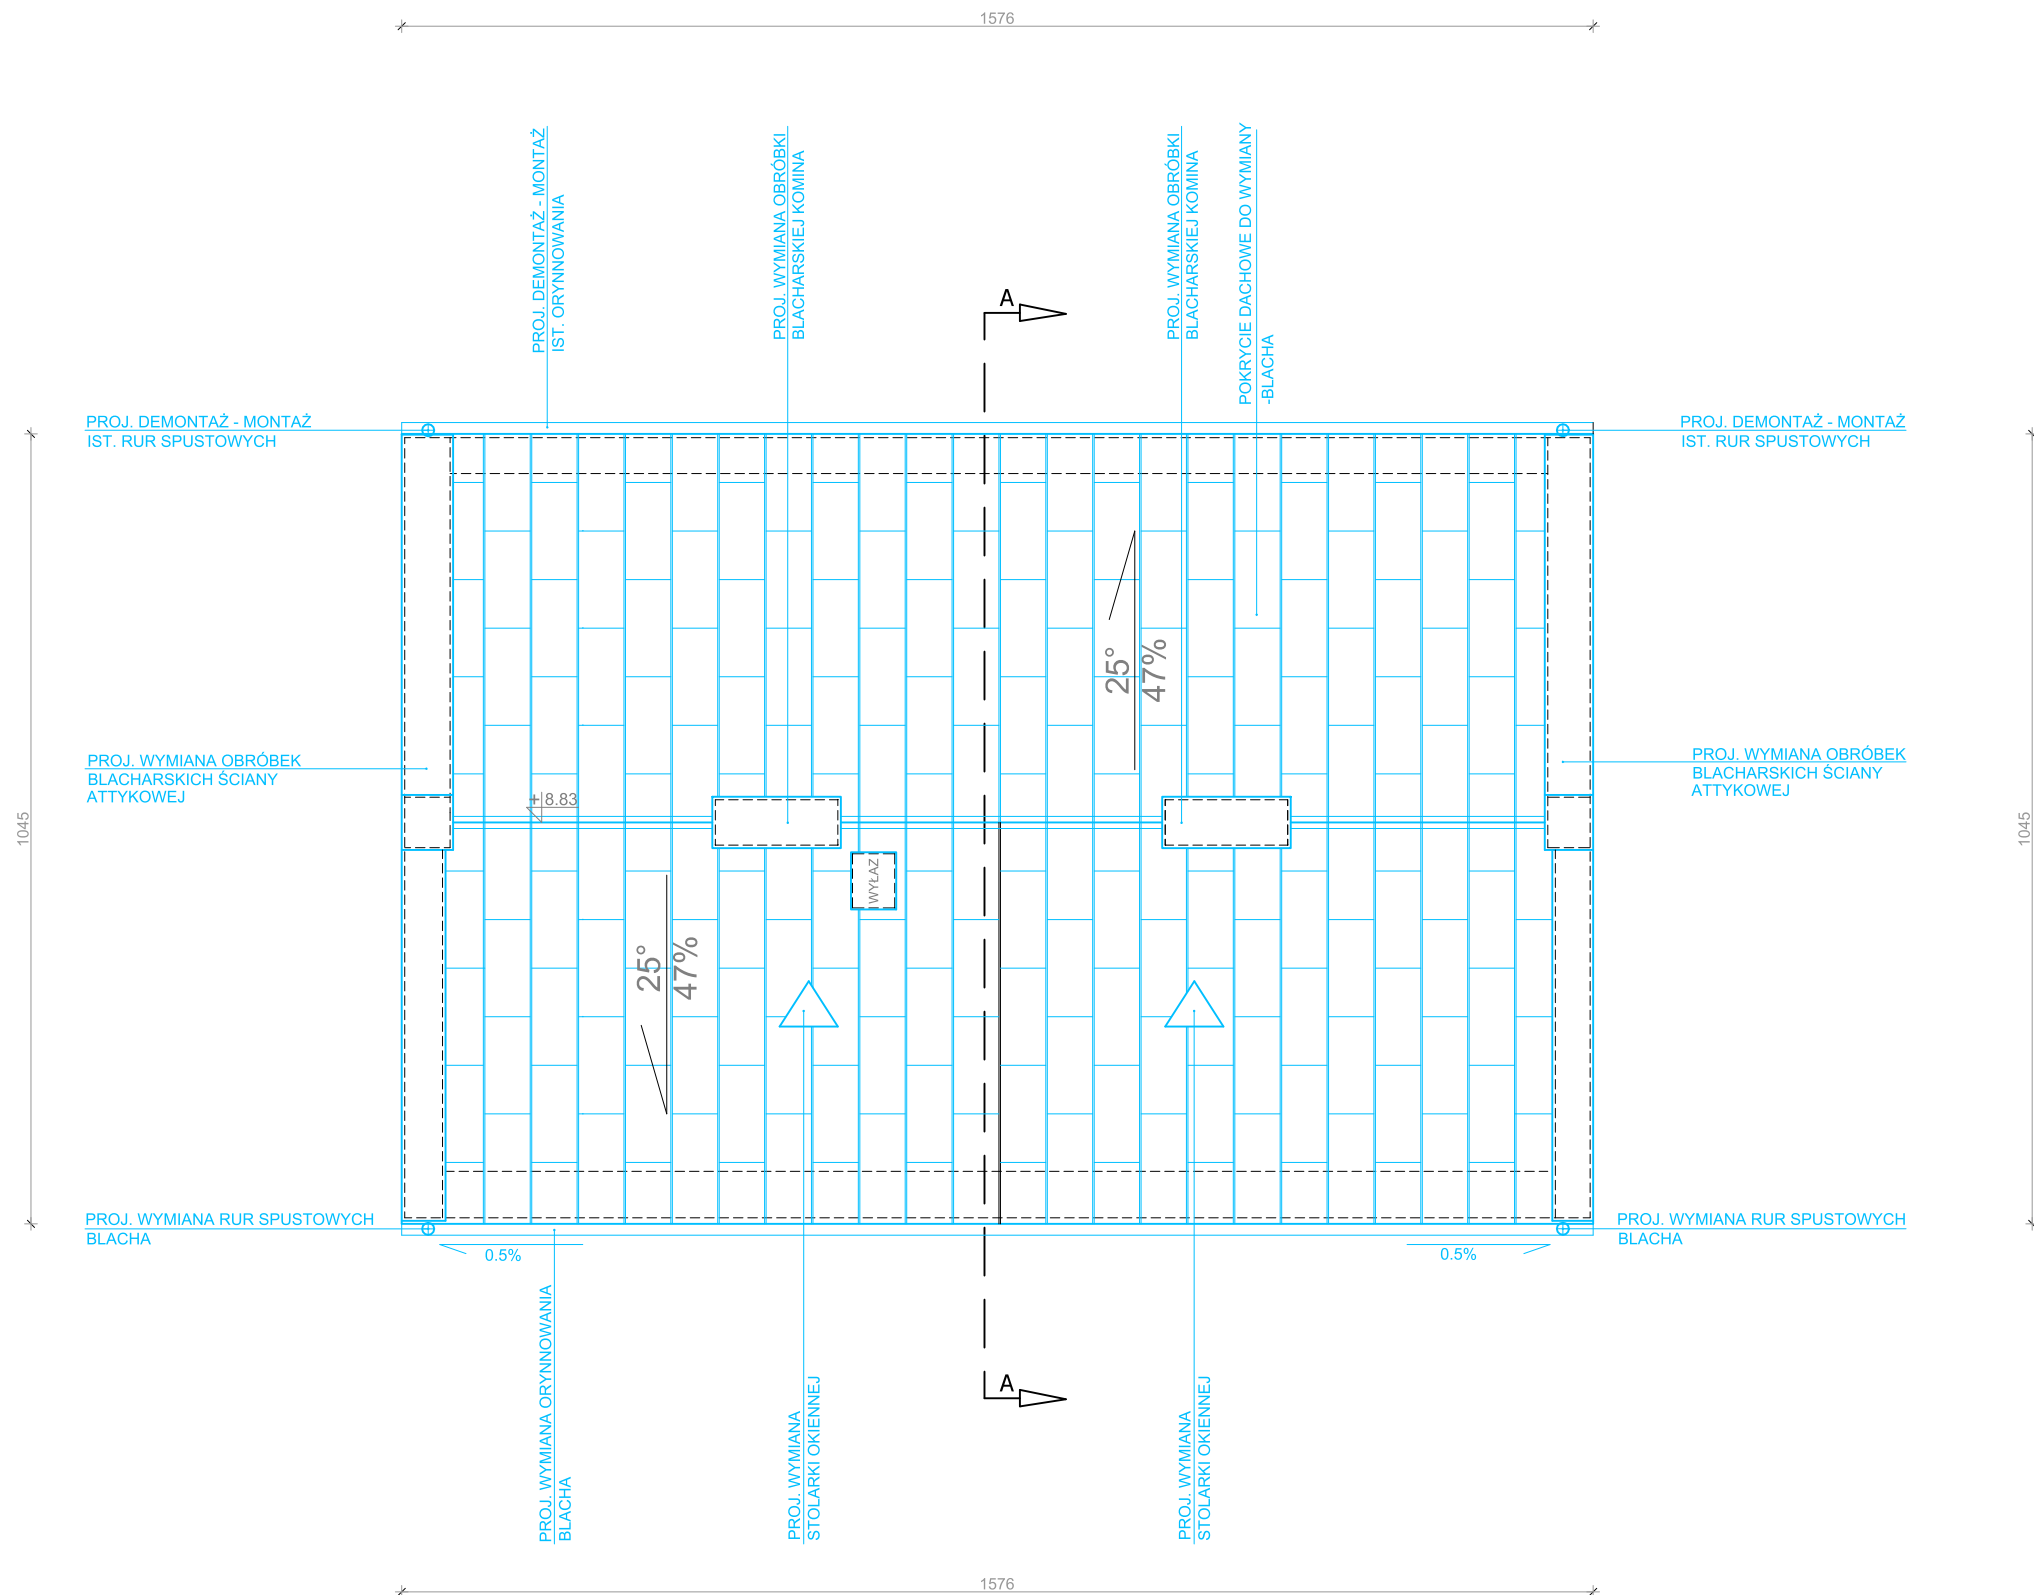 1576
PROJ. DEMONTAŻ - MONTAŻ
IST. ORYNNOWANIA
PROJ. WYMIANA OBRÓBKI
BLACHARSKIEJ KOMINA
PROJ. WYMIANA OBRÓBKI
BLACHARSKIEJ KOMINA
POKRYCIE DACHOWE DO WYMIANY
-BLACHA
A
PROJ. DEMONTAŻ - MONTAŻ
IST. RUR SPUSTOWYCH
PROJ. DEMONTAŻ - MONTAŻ
IST. RUR SPUSTOWYCH
25°
47%
PROJ. WYMIANA OBRÓBEK
BLACHARSKICH ŚCIANY
ATTYKOWEJ
PROJ. WYMIANA OBRÓBEK
BLACHARSKICH ŚCIANY
ATTYKOWEJ
+8.83
1045
1045
WYŁAZ
25°
47%
PROJ. WYMIANA RUR SPUSTOWYCH
BLACHA
PROJ. WYMIANA RUR SPUSTOWYCH
BLACHA
0.5%
0.5%
PROJ. WYMIANA ORYNNOWANIA
BLACHA
PROJ. WYMIANA
STOLARKI OKIENNEJ
A
PROJ. WYMIANA
STOLARKI OKIENNEJ
1576